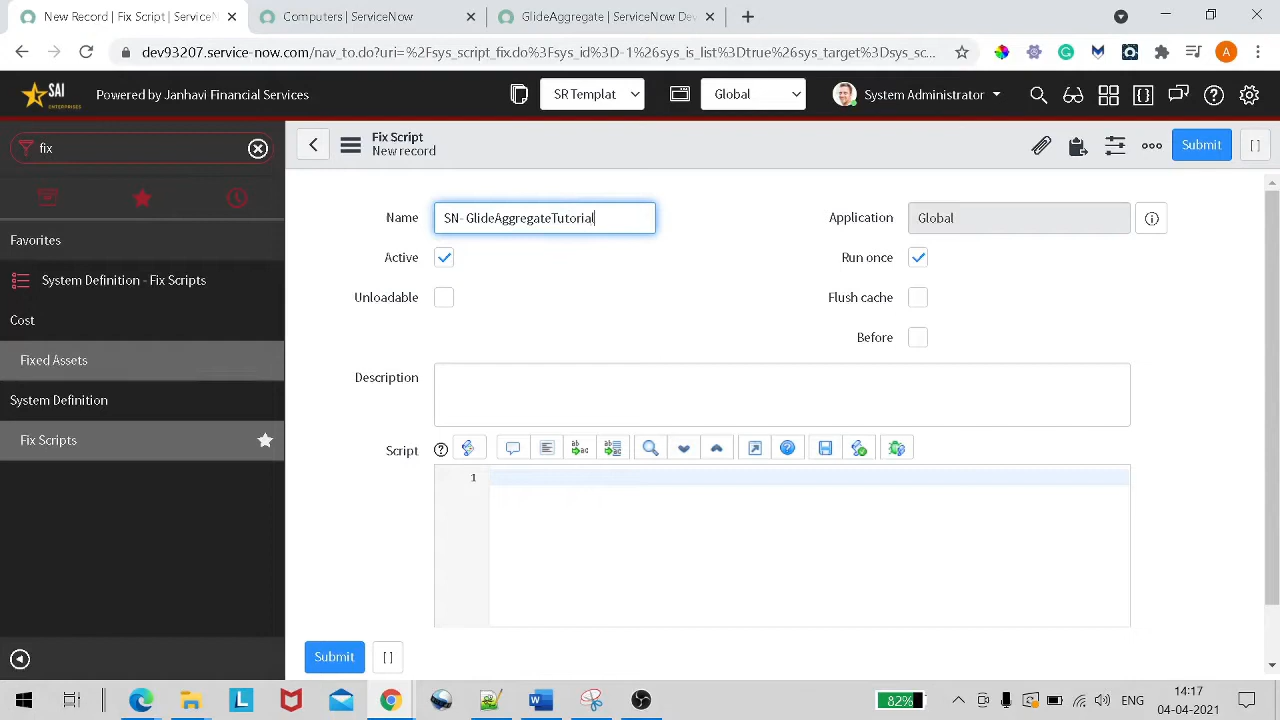 New Record | Fix Script | ServiceN
Computers | ServiceNow
GlideAggregate | ServiceNow Dev
dev93207.service-now.com/nav_to.do?uri=%2Fsys_script_fix.do%3Fsys_id%3D-1%26sys_is_list%3Dtrue%26sys_target%3Dsys_sc...
A
SAI
ENTERPRISES
Powered by Janhavi Financial Services
SR Templat
Global
System Administrator
fix
Fix Script
New record
Submit
Favorites
System Definition - Fix Scripts
Cost
Fixed Assets
System Definition
Fix Scripts
Name
SN- GlideAggregateTutorial
Application
Global
Active
Run once
Unloadable
Flush cache
Before
Description
Script
1
Submit
82%
ENG
14:17
04-04-2021